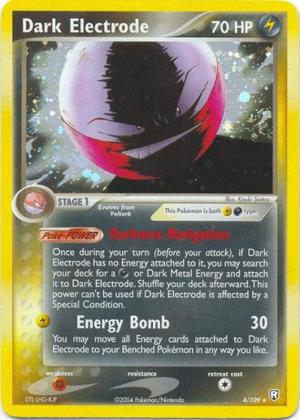 Dark Electrode 70 HP
Illus. Kouki Saitou
STAGE 1
Evolves from
Voltorb
This Pokémon is both type.
Poké-POWER Darkness Navigation
Once during your turn (before your attack), if Dark
Electrode has no Energy attached to it, you may search
your deck for a or Dark Metal Energy and attach
it to Dark Electrode. Shuffle your deck afterward. This
power can't be used if Dark Electrode is affected by a
Special Condition.
Energy Bomb 30
You may move all Energy cards attached to Dark
Electrode to your Benched Pokémon in any way you like.
weakness resistance retreat cost
©2004 Pokémon/Nintendo 4/109
R